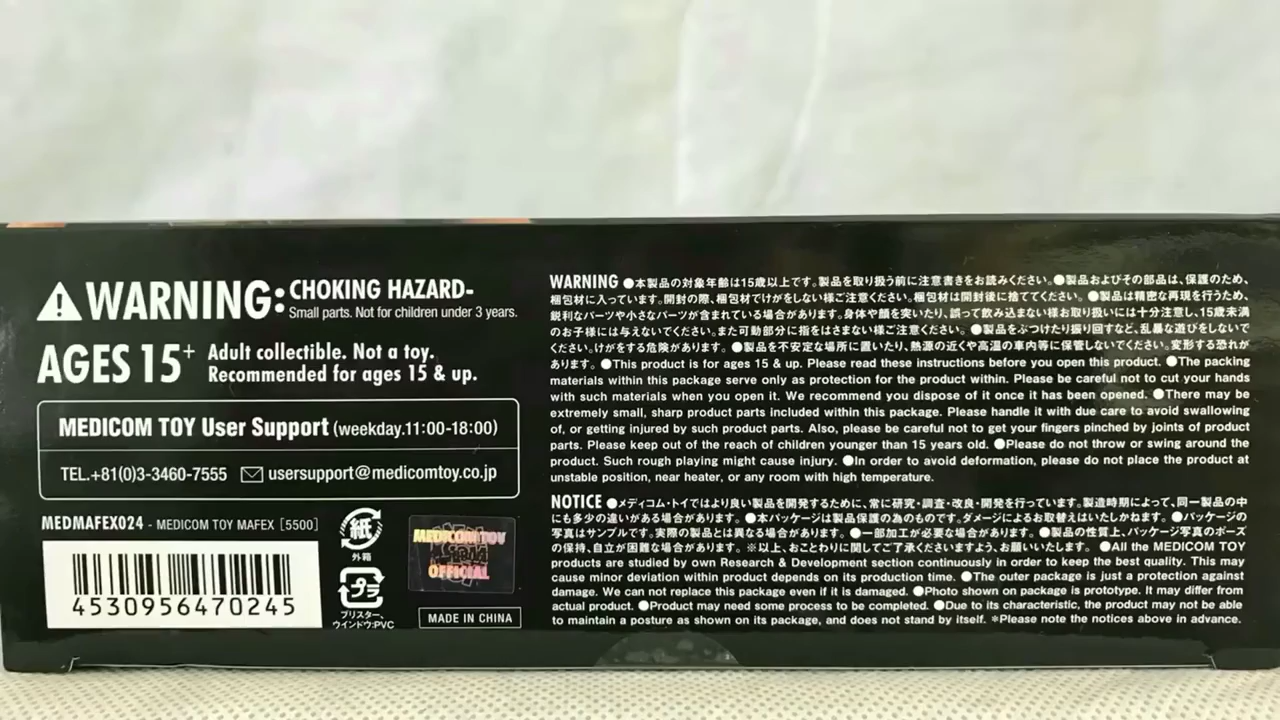 WARNING: CHOKING HAZARD-
Small parts. Not for children under 3 years.
AGES 15+ Adult collectible. Not a toy.
Recommended for ages 15 & up.
MEDICOM TOY User Support (weekday.11:00-18:00)
TEL.+81(0)3-3460-7555 usersupport@medicomtoy.co.jp
MEDMAFEX024 - MEDICOM TOY MAFEX [5500]
4530956470245
紙
外箱
プラ
ブリスター
ウインドウ:PVC
MEDICOM TOY
OFFICIAL
MADE IN CHINA
WARNING ●本製品の対象年齢は15歳以上です。製品を取り扱う前に注意書きをお読みください。●製品およびその部品は、保護のため、
梱包材に入っています。開封の際、梱包材でけがをしない様ご注意ください。梱包材は開封後に捨ててください。●製品は精密な再現を行うため、
鋭利なパーツや小さなパーツが含まれている場合があります。身体や顔を突いたり、誤って飲み込まない様お取り扱いには十分注意し、15歳未満
のお子様には与えないでください。また可動部分に指をはさまない様ご注意ください。●製品をぶつけたり振り回すなど、乱暴な遊びをしないで
ください。けがをする危険があります。●製品を不安定な場所に置いたり、熱源の近くや高温の車内等に保管しないでください。変形する恐れが
あります。●This product is for ages 15 & up. Please read these instructions before you open this product. ●The packing
materials within this package serve only as protection for the product within. Please be careful not to cut your hands
with such materials when you open it. We recommend you dispose of it once it has been opened. ●There may be
extremely small, sharp product parts included within this package. Please handle it with due care to avoid swallowing
of, or getting injured by such product parts. Also, please be careful not to get your fingers pinched by joints of product
parts. Please keep out of the reach of children younger than 15 years old. ●Please do not throw or swing around the
product. Such rough playing might cause injury. ●In order to avoid deformation, please do not place the product at
unstable position, near heater, or any room with high temperature.
NOTICE ●メディコム・トイではより良い製品を開発するために、常に研究・調査・改良・開発を行っています。製造時期によって、同一製品の中
にも多少の違いがある場合があります。●本パッケージは製品保護の為のものです。ダメージによるお取替えはいたしかねます。●パッケージの
写真はサンプルです。実際の製品とは異なる場合があります。●一部加工が必要な場合があります。●製品の性質上、パッケージ写真のポーズ
の保持、自立が困難な場合があります。※以上、おことわりに関してご了承くださいますよう、お願いいたします。●All the MEDICOM TOY
products are studied by own Research & Development section continuously in order to keep the best quality. This may
cause minor deviation within product depends on its production time. ●The outer package is just a protection against
damage. We can not replace this package even if it is damaged. ●Photo shown on package is prototype. It may differ from
actual product. ●Product may need some process to be completed. ●Due to its characteristic, the product may not be able
to maintain a posture as shown on its package, and does not stand by itself. *Please note the notices above in advance.